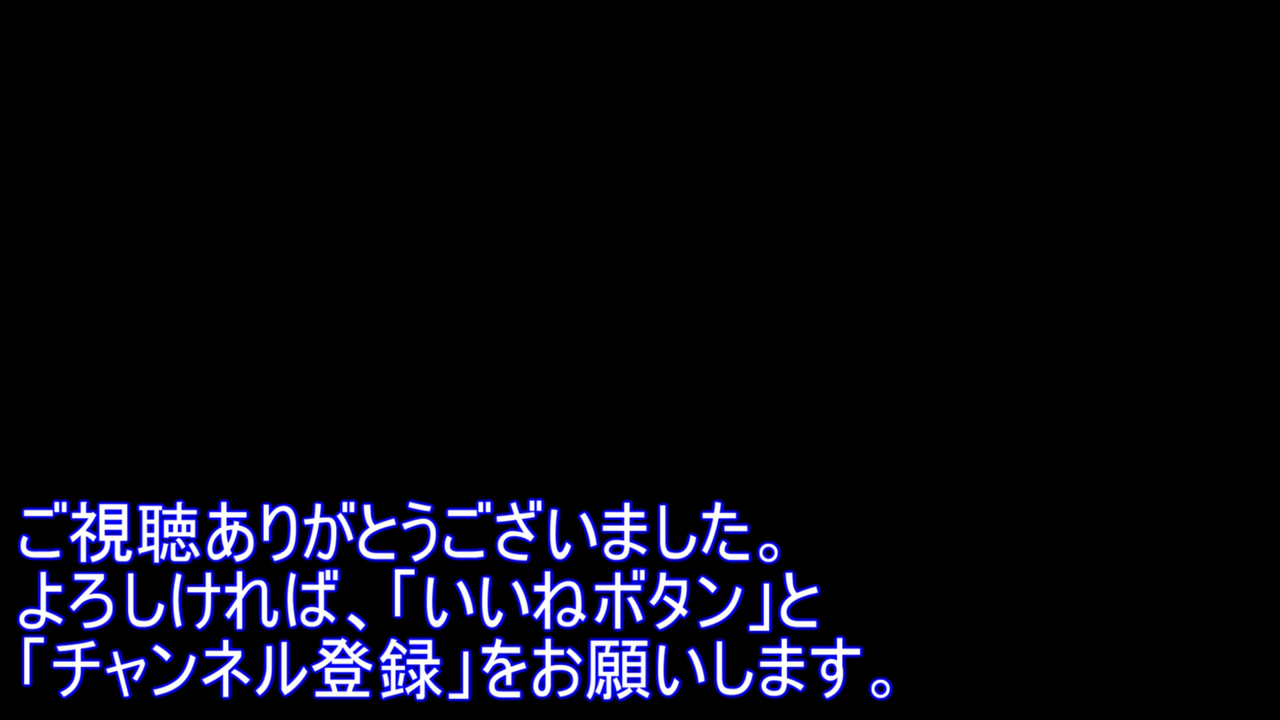 ご視聴ありがとうございました。
よろしければ、「いいねボタン」と
「チャンネル登録」をお願いします。